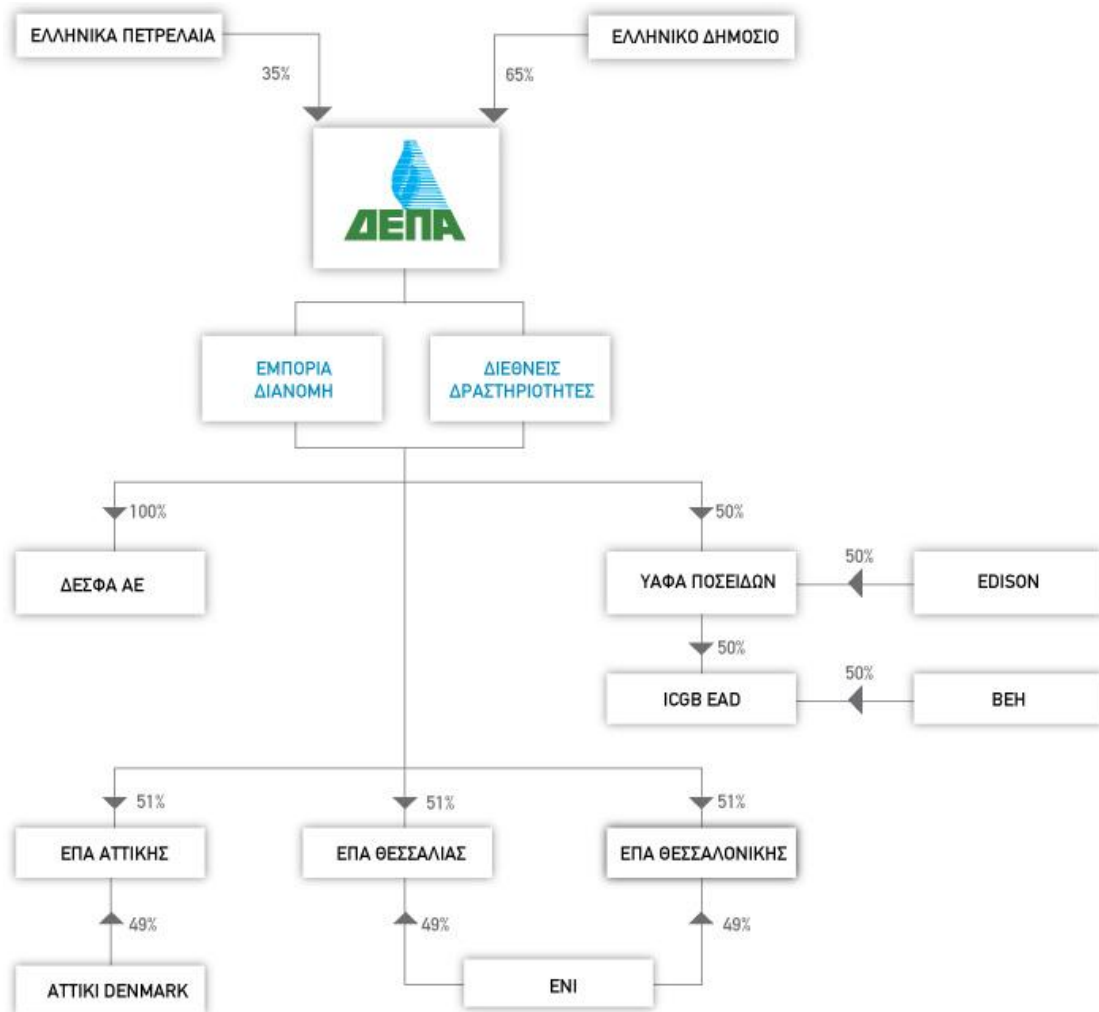 ΕΛΛΗΝΙΚΑ ΠΕΤΡΕΛΑΙΑ
ΕΛΛΗΝΙΚΟ ΔΗΜΟΣΙΟ
35%
65%
ΔΕΠΑ
ΕΜΠΟΡΙΑ
ΔΙΑΝΟΜΗ
ΔΙΕΘΝΕΙΣ
ΔΡΑΣΤΗΡΙΟΤΗΤΕΣ
100%
50%
ΔΕΣΦΑ ΑΕ
ΥΑΦΑ ΠΟΣΕΙΔΩΝ
50%
EDISON
50%
ICGB EAD
50%
BEH
51%
51%
51%
ΕΠΑ ΑΤΤΙΚΗΣ
ΕΠΑ ΘΕΣΣΑΛΙΑΣ
ΕΠΑ ΘΕΣΣΑΛΟΝΙΚΗΣ
49%
49%
49%
ATTIKI DENMARK
ENI